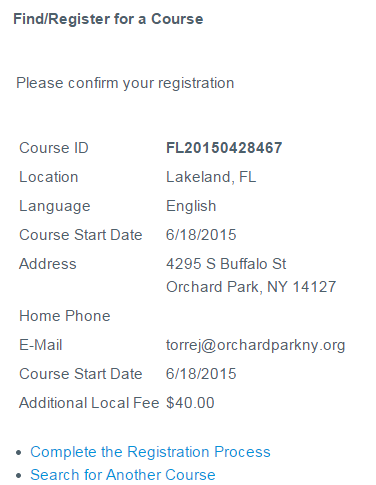 Find/Register for a Course
Please confirm your registration
Course ID FL20150428467
Location Lakeland, FL
Language English
Course Start Date 6/18/2015
Address 4295 S Buffalo St
Orchard Park, NY 14127
Home Phone
E-Mail torrej@orchardparkny.org
Course Start Date 6/18/2015
Additional Local Fee $40.00
• Complete the Registration Process
• Search for Another Course